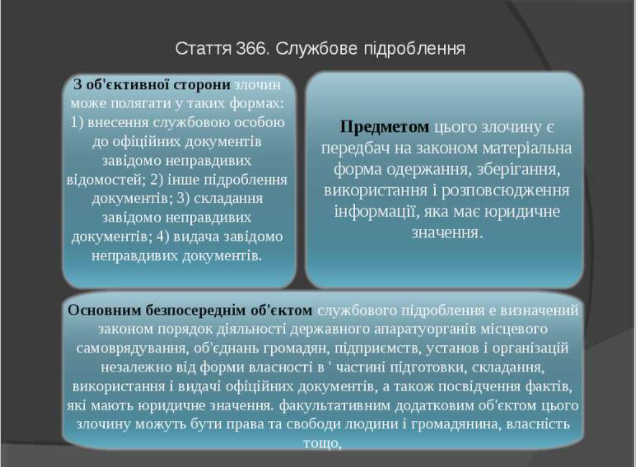 Стаття 366. Службове підроблення
З об'єктивної сторони злочин
може полягати у таких формах:
1) внесення службовою особою
до офіційних документів
завідомо неправдивих
відомостей; 2) інше підроблення
документів; 3) складання
завідомо неправдивих
документів; 4) видача завідомо
неправдивих документів.
Предметом цього злочину є
передбач на законом матеріальна
форма одержання, зберігання,
використання і розповсюдження
інформації, яка має юридичне
значення.
Основним безпосереднім об'єктом службового підроблення е визначений
законом порядок діяльності державного апаратуорганів місцевого
самоврядування, об'єднань громадян, підприємств, установ і організацій
незалежно від форми власності в ' частині підготовки, складання,
використання і видачі офіційних документів, а також посвідчення фактів,
які мають юридичне значення. факультативним додатковим об'єктом цього
злочину можуть бути права та свободи людини і громадянина, власність
тощо,